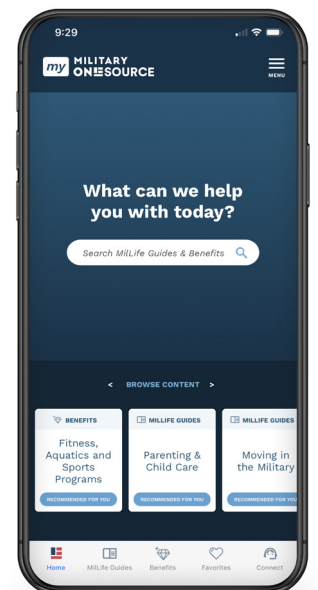 9:29
my MILITARY
ONESOURCE
MENU
What can we help
you with today?
Search MilLife Guides & Benefits
< BROWSE CONTENT >
BENEFITS
Fitness,
Aquatics and
Sports
Programs
RECOMMENDED FOR YOU
MILLIFE GUIDES
Parenting &
Child Care
RECOMMENDED FOR YOU
MILLIFE GUIDES
Moving in
the Military
RECOMMENDED FOR YOU
Home MilLife Guides Benefits Favorites Connect